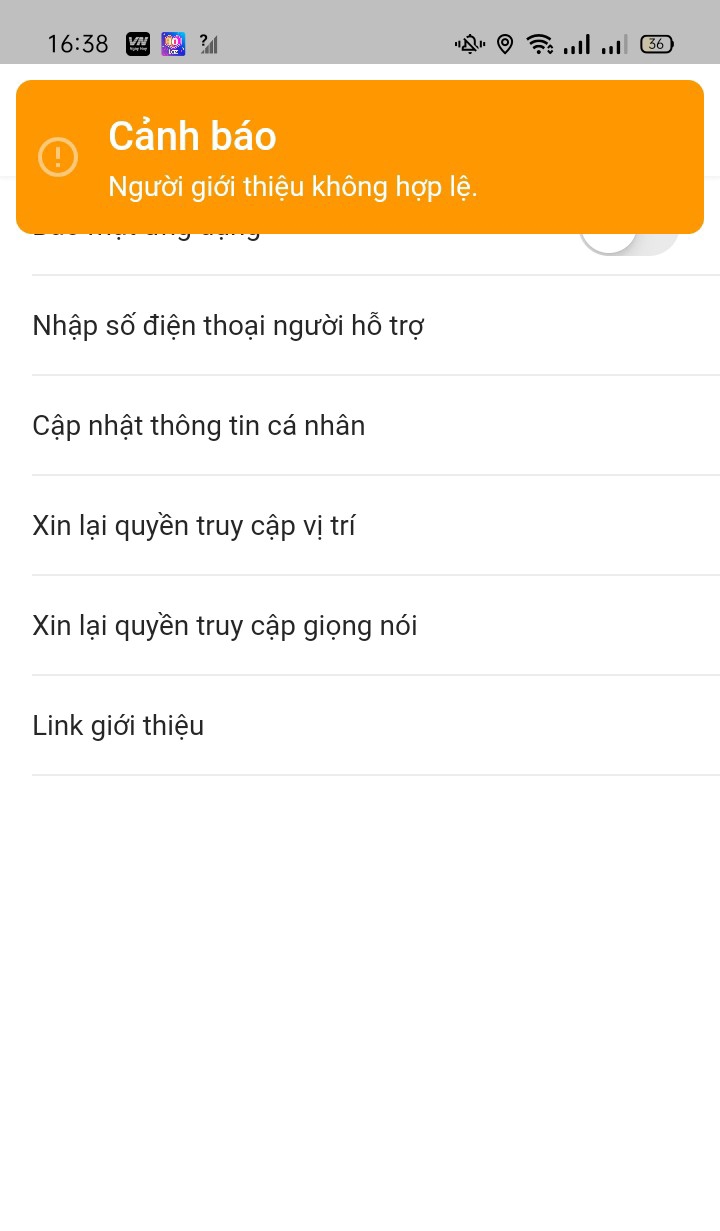 16:38
VN
36
Cảnh báo
Người giới thiệu không hợp lệ.
Nhập số điện thoại người hỗ trợ
Cập nhật thông tin cá nhân
Xin lại quyền truy cập vị trí
Xin lại quyền truy cập giọng nói
Link giới thiệu